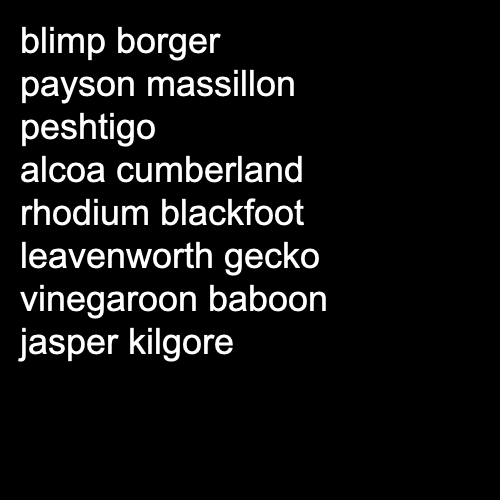 blimp borger
payson massillon
peshtigo
alcoa cumberland
rhodium blackfoot
leavenworth gecko
vinegaroon baboon
jasper kilgore